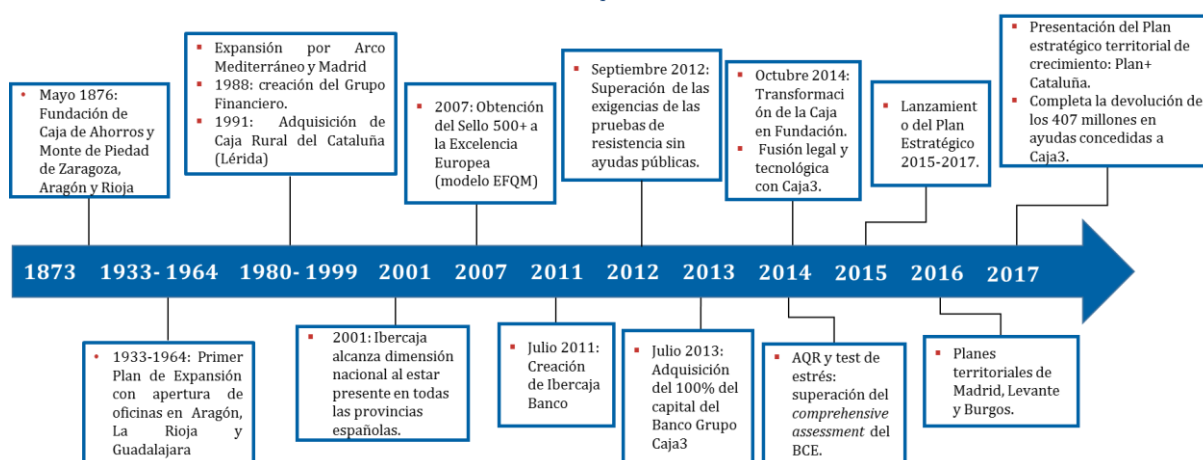 • Mayo 1876:
Fundación de
Caja de Ahorros y
Monte de Piedad
de Zaragoza,
Aragón y Rioja
▪ Expansión por Arco
Mediterráneo y Madrid
▪ 1988: creación del Grupo
Financiero.
▪ 1991: Adquisición de
Caja Rural del Cataluña
(Lérida)
▪ 2007: Obtención
del Sello 500+ a
la Excelencia
Europea
(modelo EFQM)
▪ Septiembre 2012:
Superación de las
exigencias de las
pruebas de
resistencia sin
ayudas públicas.
▪ Octubre 2014:
Transformaci
ón de la Caja
en Fundación.
▪ Fusión legal y
tecnológica
con Caja3.
▪ Lanzamient
o del Plan
Estratégico
2015-2017.
▪ Presentación del Plan
estratégico territorial de
crecimiento: Plan+
Cataluña.
▪ Completa la devolución de
los 407 millones en
ayudas concedidas a
Caja3.
1873 1933- 1964 1980- 1999 2001 2007 2011 2012 2013 2014 2015 2016 2017
• 1933-1964: Primer
Plan de Expansión
con apertura de
oficinas en Aragón,
La Rioja y
Guadalajara
▪ 2001: Ibercaja
alcanza dimensión
nacional al estar
presente en todas
las provincias
españolas.
▪ Julio 2011:
Creación
de Ibercaja
Banco
▪ Julio 2013:
Adquisición
del 100% del
capital del
Banco Grupo
Caja3
▪ AQR y test de
estrés:
superación del
comprehensive
assessment del
BCE.
▪ Planes
territoriales de
Madrid, Levante
y Burgos.